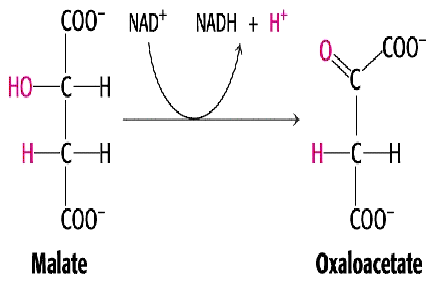 COO⁻ NAD⁺ NADH + H⁺
HO—C—H
H—C—H
COO⁻
Malate
O COO⁻
C
H—C—H
COO⁻
Oxaloacetate